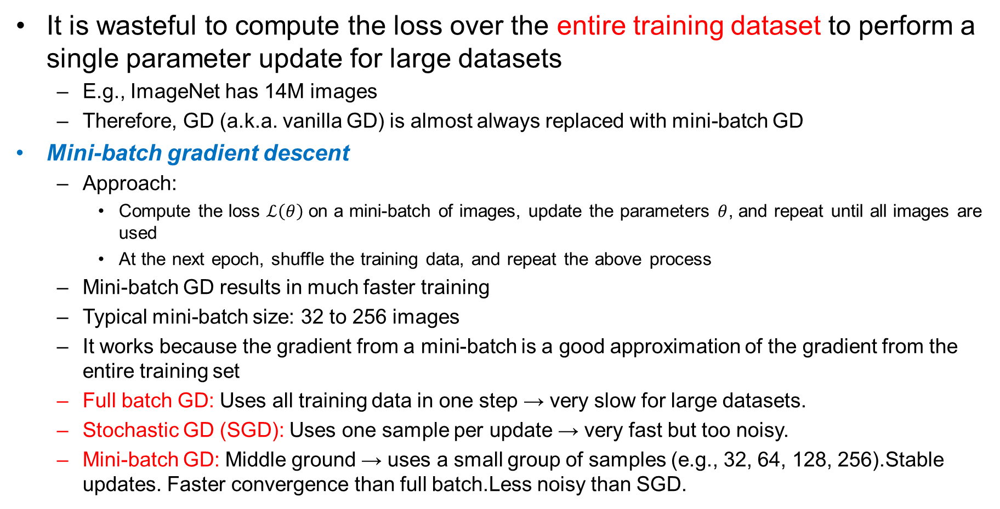 • It is wasteful to compute the loss over the entire training dataset to perform a
single parameter update for large datasets
– E.g., ImageNet has 14M images
– Therefore, GD (a.k.a. vanilla GD) is almost always replaced with mini-batch GD
• Mini-batch gradient descent
– Approach:
• Compute the loss ℒ(𝜃) on a mini-batch of images, update the parameters 𝜃, and repeat until all images are
used
• At the next epoch, shuffle the training data, and repeat the above process
– Mini-batch GD results in much faster training
– Typical mini-batch size: 32 to 256 images
– It works because the gradient from a mini-batch is a good approximation of the gradient from the
entire training set
– Full batch GD: Uses all training data in one step → very slow for large datasets.
– Stochastic GD (SGD): Uses one sample per update → very fast but too noisy.
– Mini-batch GD: Middle ground → uses a small group of samples (e.g., 32, 64, 128, 256).Stable
updates. Faster convergence than full batch.Less noisy than SGD.